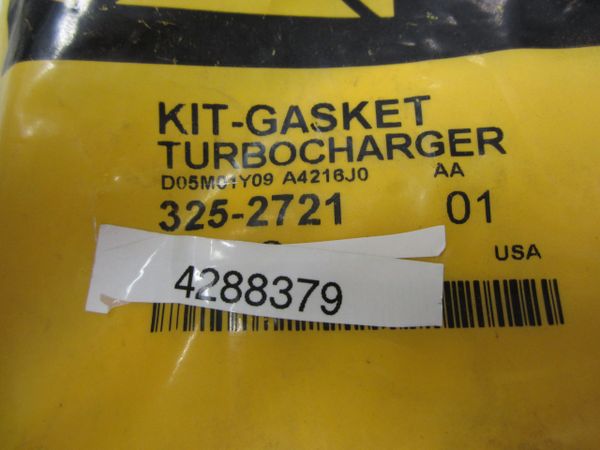 KIT-GASKET
TURBOCHARGER
D05M01Y09 A4216J0 AA
325-2721 01
USA
4288379